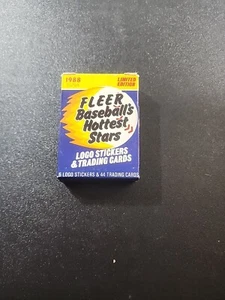 1988
LIMITED
EDITION
FLEER
Baseball's
Hottest
Stars
LOGO STICKERS
& TRADING CARDS
6 LOGO STICKERS & 44 TRADING CARDS